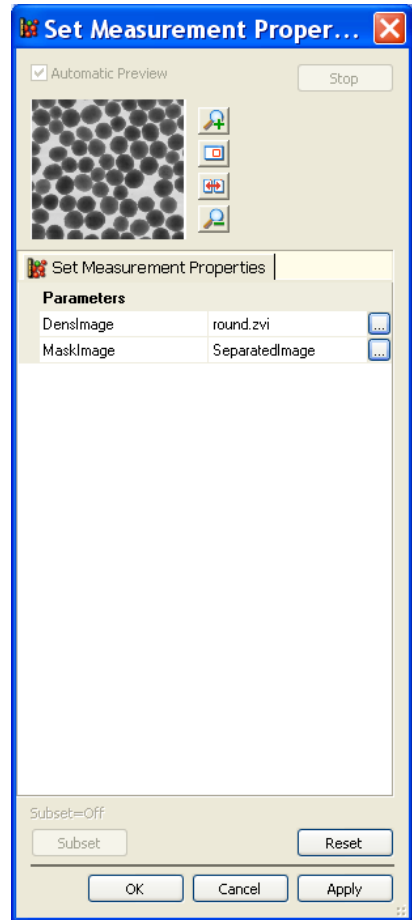 Set Measurement Proper...
Automatic Preview
Stop
Set Measurement Properties
Parameters
DensImage round.zvi ...
MaskImage SeparatedImage ...
Subset=Off
Subset Reset
OK Cancel Apply